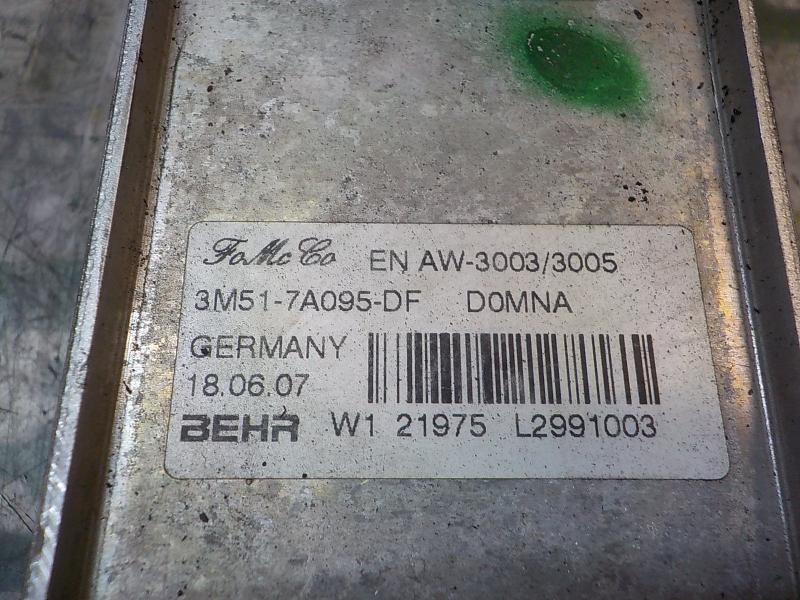 FoMoCo EN AW-3003/3005
3M51-7A095-DF D0MNA
GERMANY
18.06.07
BEHR W1 21975 L2991003